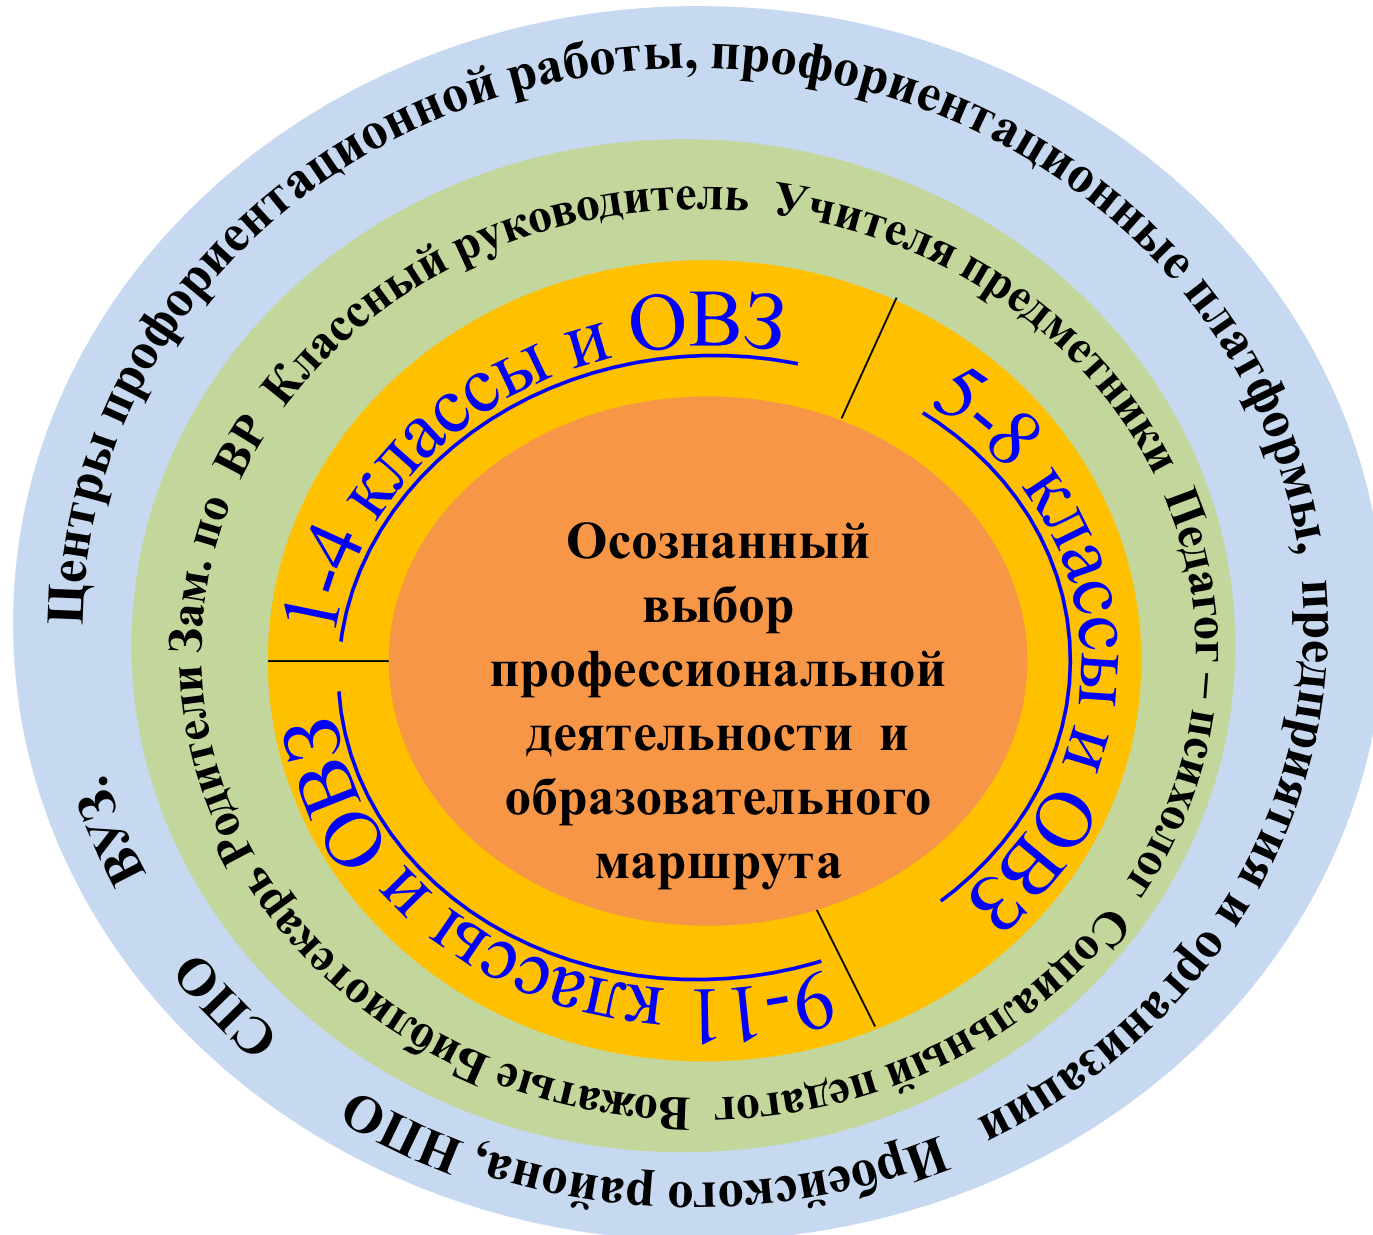 Центры профориентационной работы, профориентационные платформы, предприятия и организации Ирбейского района, НПО СПО ВУЗ.
Зам. по ВР Классный руководитель Учителя предметники Педагог – психолог Социальный педагог Вожатые Библиотекарь Родители
1-4 классы и ОВЗ
5-8 классы и ОВЗ
9-11 классы и ОВЗ
Осознанный
выбор
профессиональной
деятельности и
образовательного
маршрута